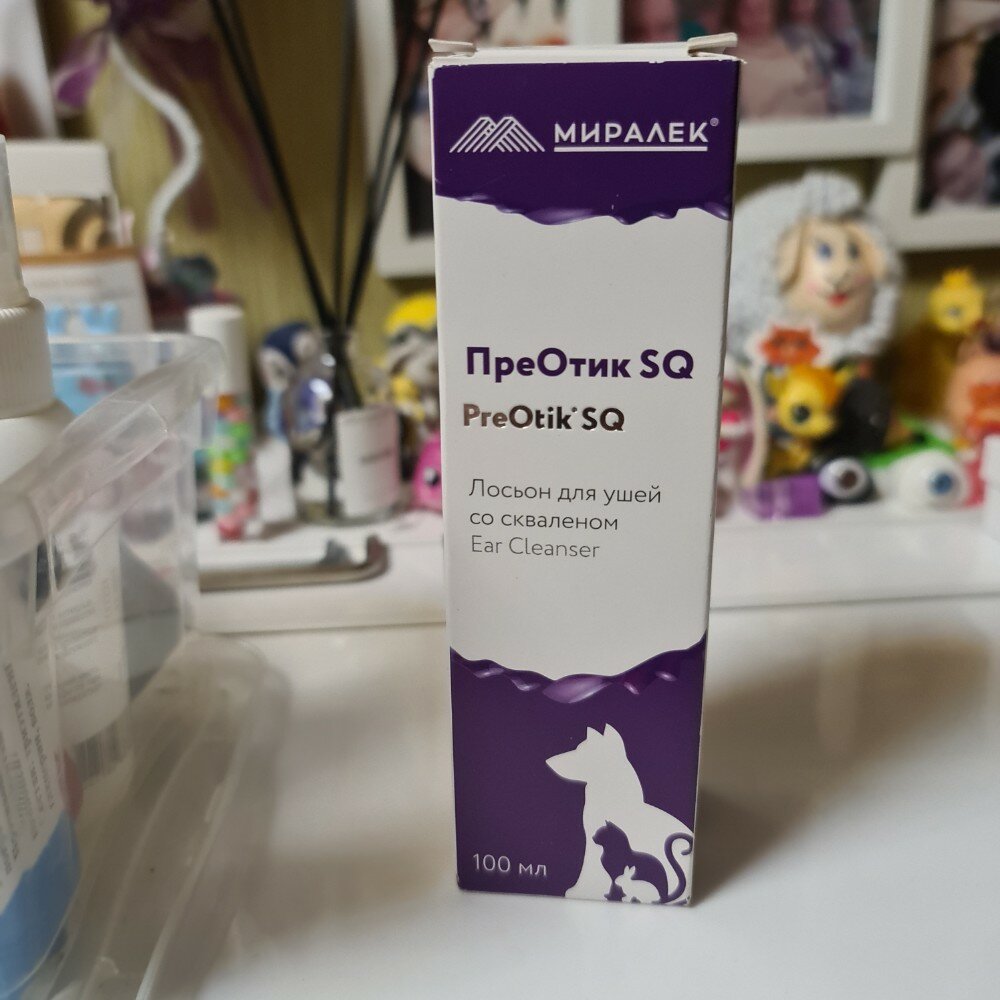 МИРАЛЕК®
ПреОтик SQ
PreOtik® SQ
Лосьон для ушей
со скваленом
Ear Cleanser
100 мл